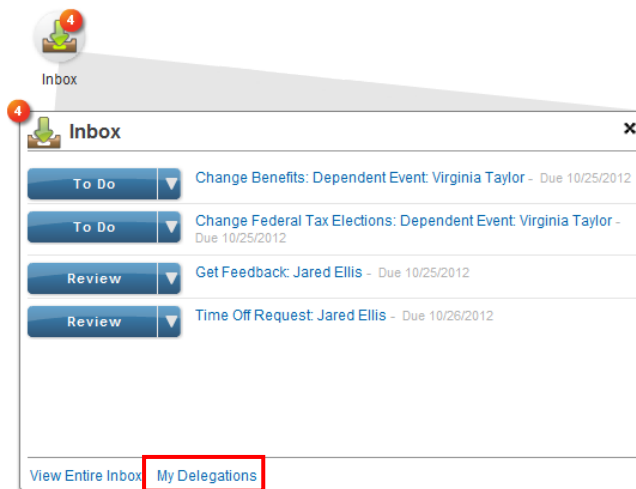 4
Inbox
4
Inbox
×
To Do
Change Benefits: Dependent Event: Virginia Taylor - Due 10/25/2012
To Do
Change Federal Tax Elections: Dependent Event: Virginia Taylor -
Due 10/25/2012
Review
Get Feedback: Jared Ellis - Due 10/25/2012
Review
Time Off Request: Jared Ellis - Due 10/26/2012
View Entire Inbox My Delegations